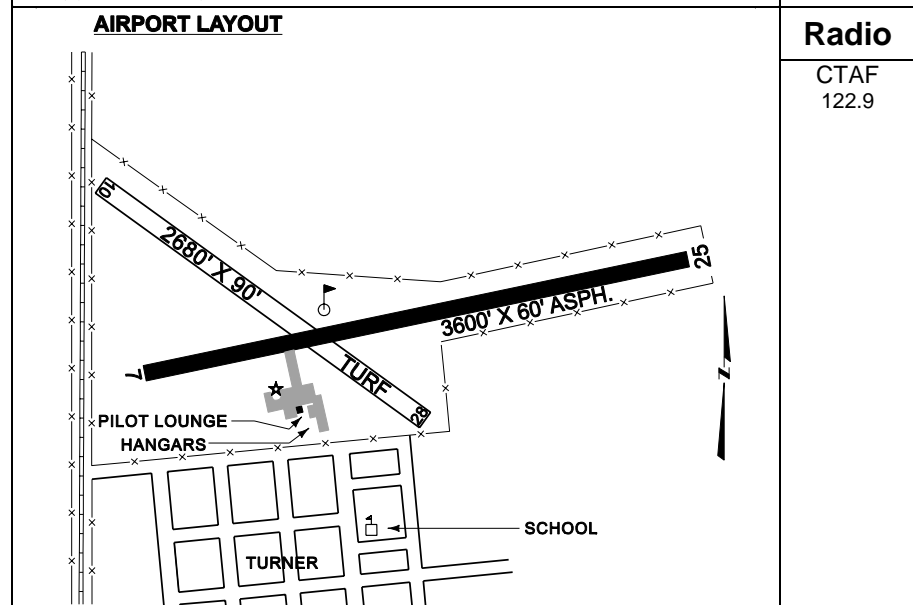 AIRPORT LAYOUT
Radio
CTAF
122.9
10
2680' X 90'
25
3600' X 60' ASPH.
7
TURF
N
28
PILOT LOUNGE
HANGARS
SCHOOL
TURNER